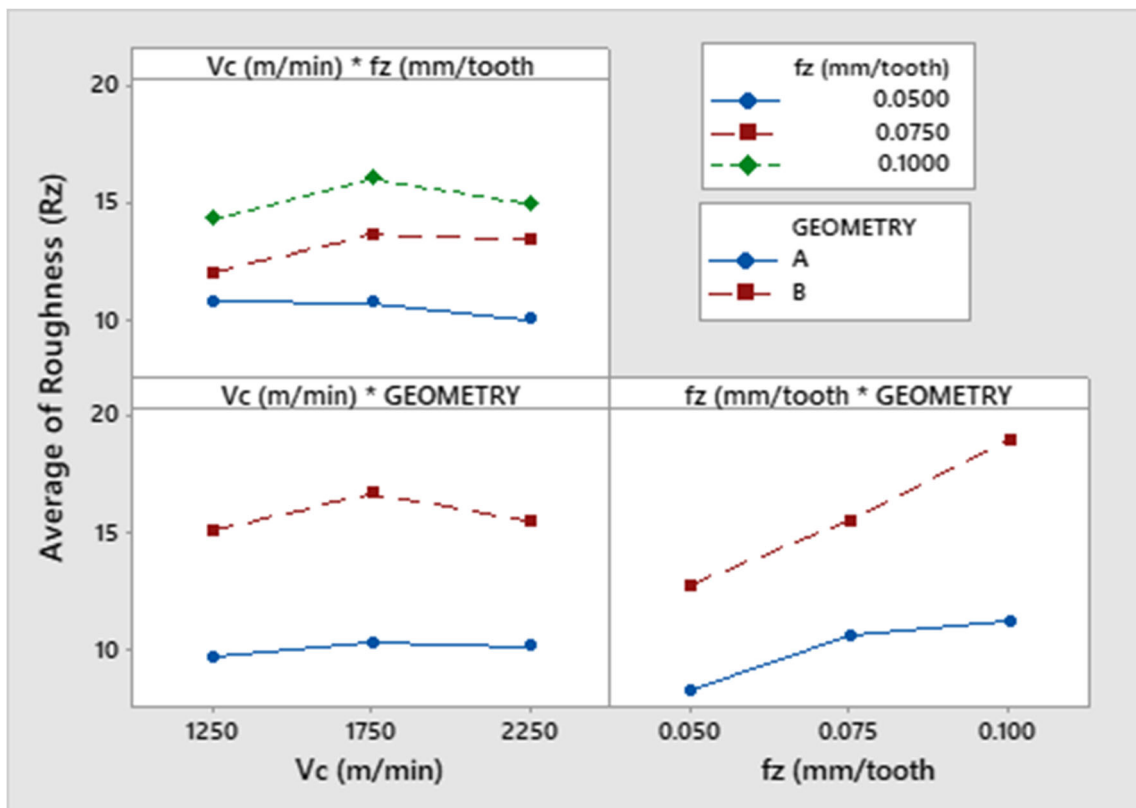 Vc (m/min) * fz (mm/tooth
20
15
10
fz (mm/tooth)
0.0500
0.0750
0.1000
GEOMETRY
A
B
Average of Roughness (Rz)
Vc (m/min) * GEOMETRY
fz (mm/tooth * GEOMETRY
20
15
10
1250 1750 2250
0.050 0.075 0.100
Vc (m/min)
fz (mm/tooth